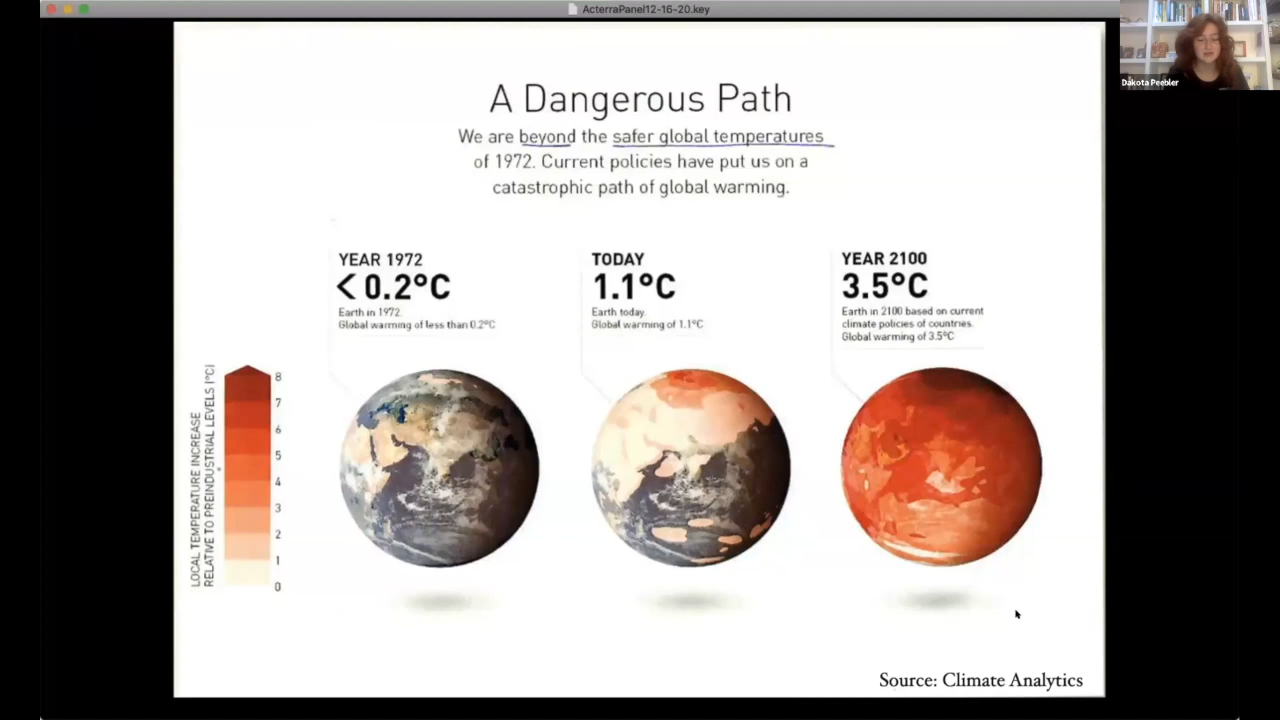 ActerraPanel12-16-20.key
Dakota Peebler
A Dangerous Path
We are beyond the safer global temperatures
of 1972. Current policies have put us on a
catastrophic path of global warming.
YEAR 1972
<0.2°C
Earth in 1972.
Global warming of less than 0.2°C
TODAY
1.1°C
Earth today.
Global warming of 1.1°C
YEAR 2100
3.5°C
Earth in 2100 based on current
climate policies of countries.
Global warming of 3.5°C
LOCAL TEMPERATURE INCREASE
RELATIVE TO PREINDUSTRIAL LEVELS (°C)
8
7
6
5
4
3
2
1
0
Source: Climate Analytics